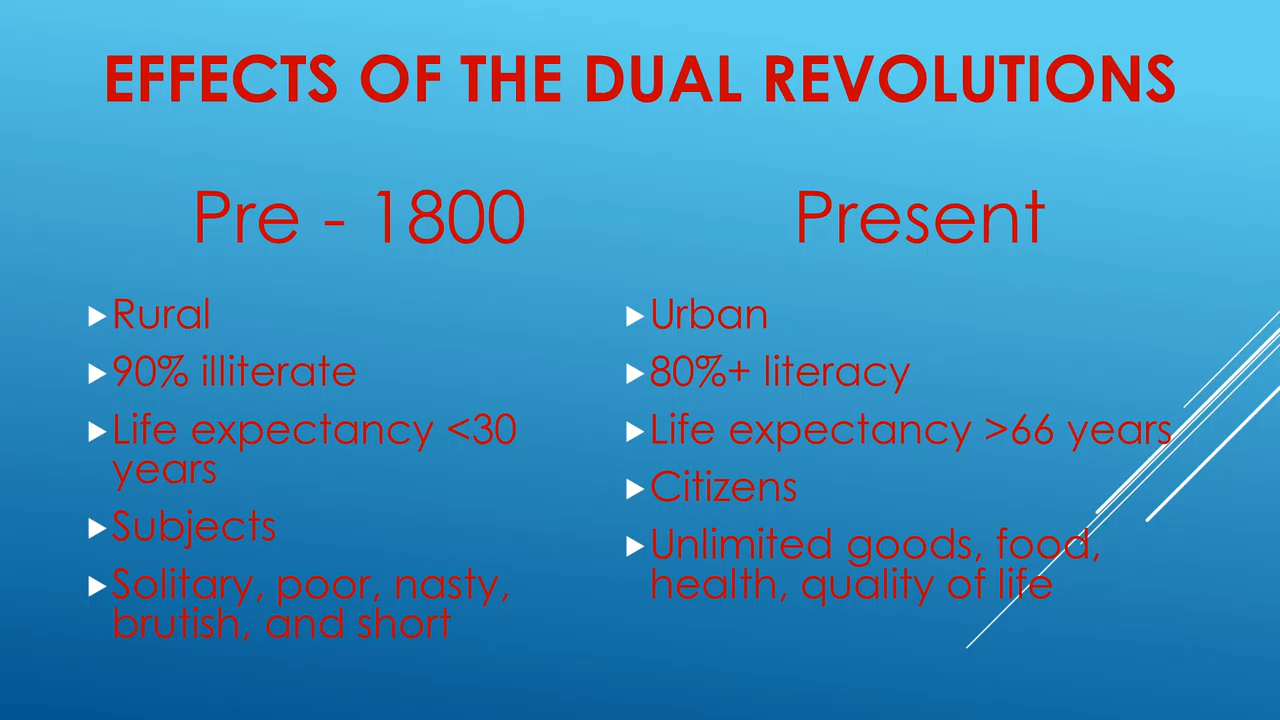 EFFECTS OF THE DUAL REVOLUTIONS
Pre - 1800
Rural
90% illiterate
Life expectancy <30
years
Subjects
Solitary, poor, nasty,
brutish, and short
Present
Urban
80%+ literacy
Life expectancy >66 years
Citizens
Unlimited goods, food,
health, quality of life